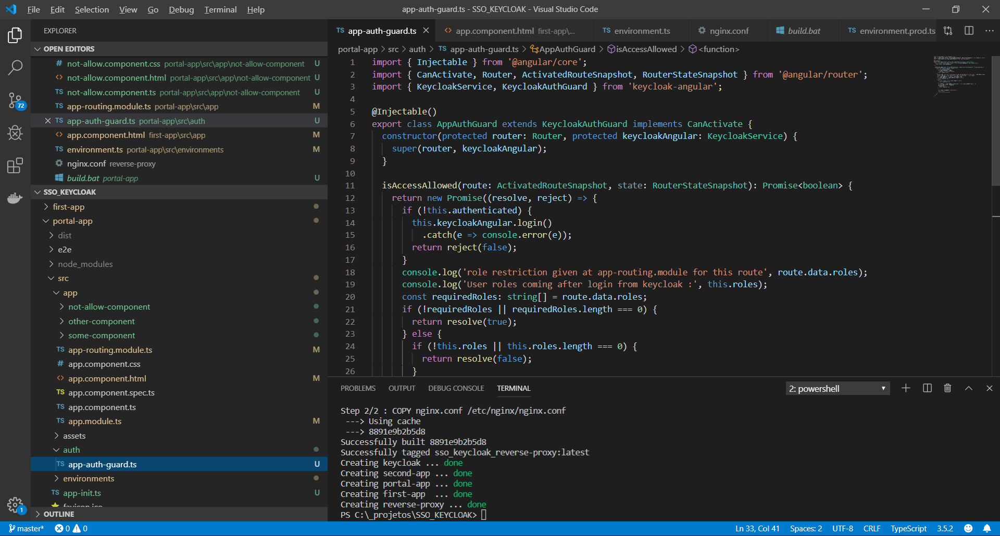 File Edit Selection View Go Debug Terminal Help
app-auth-guard.ts - SSO_KEYCLOAK - Visual Studio Code
EXPLORER
OPEN EDITORS
# not-allow.component.css portal-app\src\app\not-allow-component U
<> not-allow.component.html portal-app\src\app\not-allow-component U
TS not-allow.component.ts portal-app\src\app\not-allow-component U
TS app-routing.module.ts portal-app\src\app M
TS app-auth-guard.ts portal-app\src\auth U
<> app.component.html first-app\src\app M
TS environment.ts portal-app\src\environments M
nginx.conf reverse-proxy
build.bat portal-app U
SSO_KEYCLOAK
first-app
portal-app
dist
e2e
node_modules
src
app
not-allow-component
other-component
some-component
TS app-routing.module.ts M
# app.component.css
<> app.component.html M
TS app.component.spec.ts
TS app.component.ts
TS app.module.ts M
assets
auth
TS app-auth-guard.ts U
environments
TS app-init.ts U
favicon.ico
OUTLINE
72
1
TS app-auth-guard.ts
<> app.component.html first-app\...
TS environment.ts
nginx.conf
build.bat
TS environment.prod.ts
portal-app > src > auth > TS app-auth-guard.ts > AppAuthGuard > isAccessAllowed > <function>
1 import { Injectable } from '@angular/core';
2 import { CanActivate, Router, ActivatedRouteSnapshot, RouterStateSnapshot } from '@angular/router';
3 import { KeycloakService, KeycloakAuthGuard } from 'keycloak-angular';
4
5 @Injectable()
6 export class AppAuthGuard extends KeycloakAuthGuard implements CanActivate {
7 constructor(protected router: Router, protected keycloakAngular: KeycloakService) {
8 super(router, keycloakAngular);
9 }
10
11 isAccessAllowed(route: ActivatedRouteSnapshot, state: RouterStateSnapshot): Promise<boolean> {
12 return new Promise((resolve, reject) => {
13 if (!this.authenticated) {
14 this.keycloakAngular.login()
15 .catch(e => console.error(e));
16 return reject(false);
17 }
18 console.log('role restriction given at app-routing.module for this route', route.data.roles);
19 console.log('User roles coming after login from keycloak :', this.roles);
20 const requiredRoles: string[] = route.data.roles;
21 if (!requiredRoles || requiredRoles.length === 0) {
22 return resolve(true);
23 } else {
24 if (!this.roles || this.roles.length === 0) {
25 return resolve(false);
26 }
PROBLEMS OUTPUT DEBUG CONSOLE TERMINAL
2: powershell
Step 2/2 : COPY nginx.conf /etc/nginx/nginx.conf
---> Using cache
---> 8891e9b2b5d8
Successfully built 8891e9b2b5d8
Successfully tagged sso_keycloak_reverse-proxy:latest
Creating keycloak ... done
Creating second-app ... done
Creating portal-app ... done
Creating first-app ... done
Creating reverse-proxy ... done
PS C:\_projetos\SSO_KEYCLOAK>
master* 0 0
Ln 33, Col 41 Spaces: 2 UTF-8 CRLF TypeScript 3.5.2